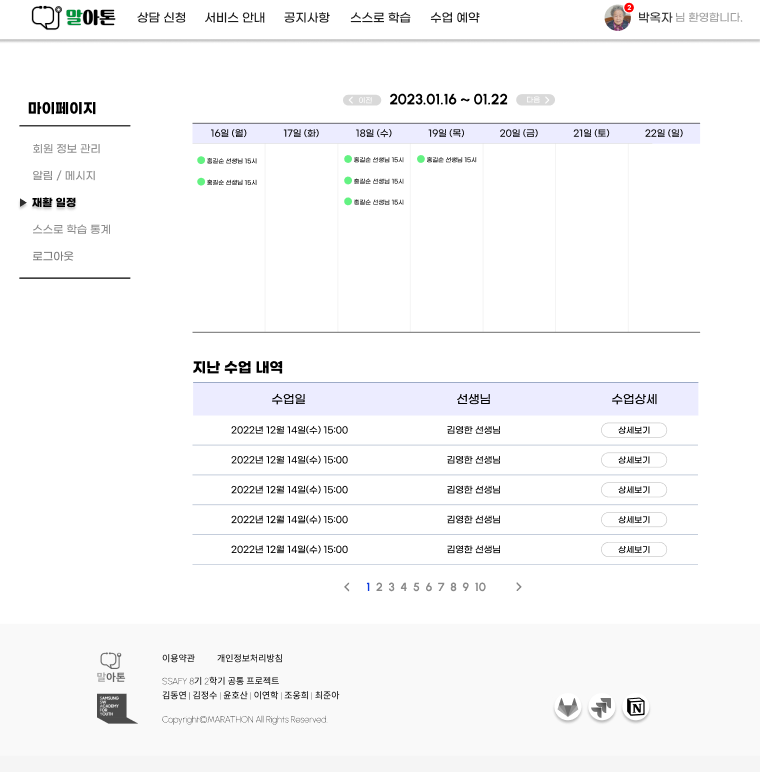 말아톤 상담 신청 서비스 안내 공지사항 스스로 학습 수업 예약 2 박옥자 님 환영합니다.
마이페이지
회원 정보 관리
알림 / 메시지
▶ 재활 일정
스스로 학습 통계
로그아웃
이전 2023.01.16 ~ 01.22 다음
16일 (월) 17일 (화) 18일 (수) 19일 (목) 20일 (금) 21일 (토) 22일 (일)
홍길순 선생님 15시 홍길순 선생님 15시 홍길순 선생님 15시
홍길순 선생님 15시 홍길순 선생님 15시
홍길순 선생님 15시
지난 수업 내역
수업일 선생님 수업상세
2022년 12월 14일(수) 15:00 김영한 선생님 상세보기
2022년 12월 14일(수) 15:00 김영한 선생님 상세보기
2022년 12월 14일(수) 15:00 김영한 선생님 상세보기
2022년 12월 14일(수) 15:00 김영한 선생님 상세보기
2022년 12월 14일(수) 15:00 김영한 선생님 상세보기
< 1 2 3 4 5 6 7 8 9 10 >
말아톤
SAMSUNG
SW
ACADEMY
FOR
YOUTH
이용약관 개인정보처리방침
SSAFY 8기 2학기 공통 프로젝트
김동연 | 김정수 | 윤호산 | 이연학 | 조웅희 | 최준아
Copyright©MARATHON All Rights Reserved
N